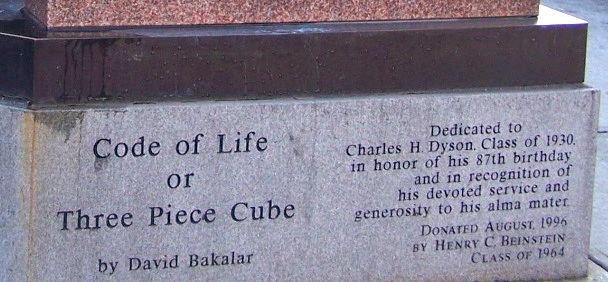 Code of Life
or
Three Piece Cube
by David Bakalar
Dedicated to
Charles H. Dyson, Class of 1930,
in honor of his 87th birthday
and in recognition of
his devoted service and
generosity to his alma mater.
DONATED AUGUST, 1996
BY HENRY C. BEINSTEIN
CLASS OF 1964